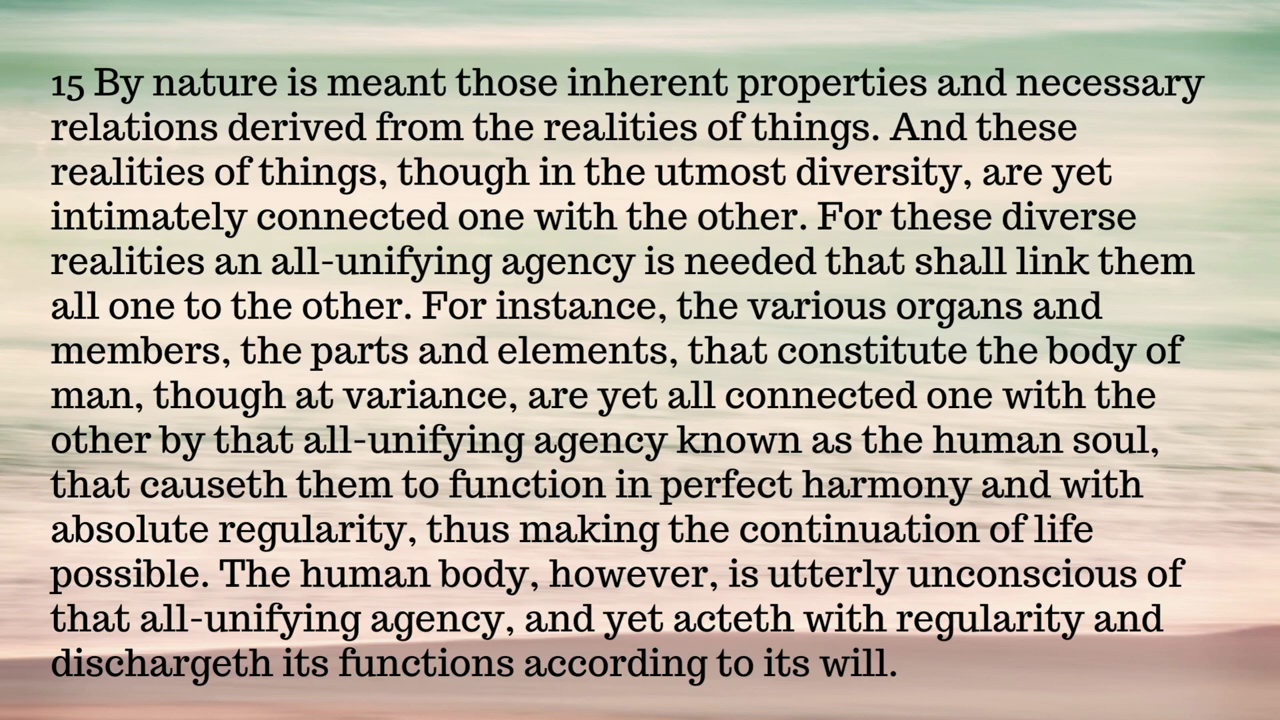 15 By nature is meant those inherent properties and necessary
relations derived from the realities of things. And these
realities of things, though in the utmost diversity, are yet
intimately connected one with the other. For these diverse
realities an all-unifying agency is needed that shall link them
all one to the other. For instance, the various organs and
members, the parts and elements, that constitute the body of
man, though at variance, are yet all connected one with the
other by that all-unifying agency known as the human soul,
that causeth them to function in perfect harmony and with
absolute regularity, thus making the continuation of life
possible. The human body, however, is utterly unconscious of
that all-unifying agency, and yet acteth with regularity and
dischargeth its functions according to its will.